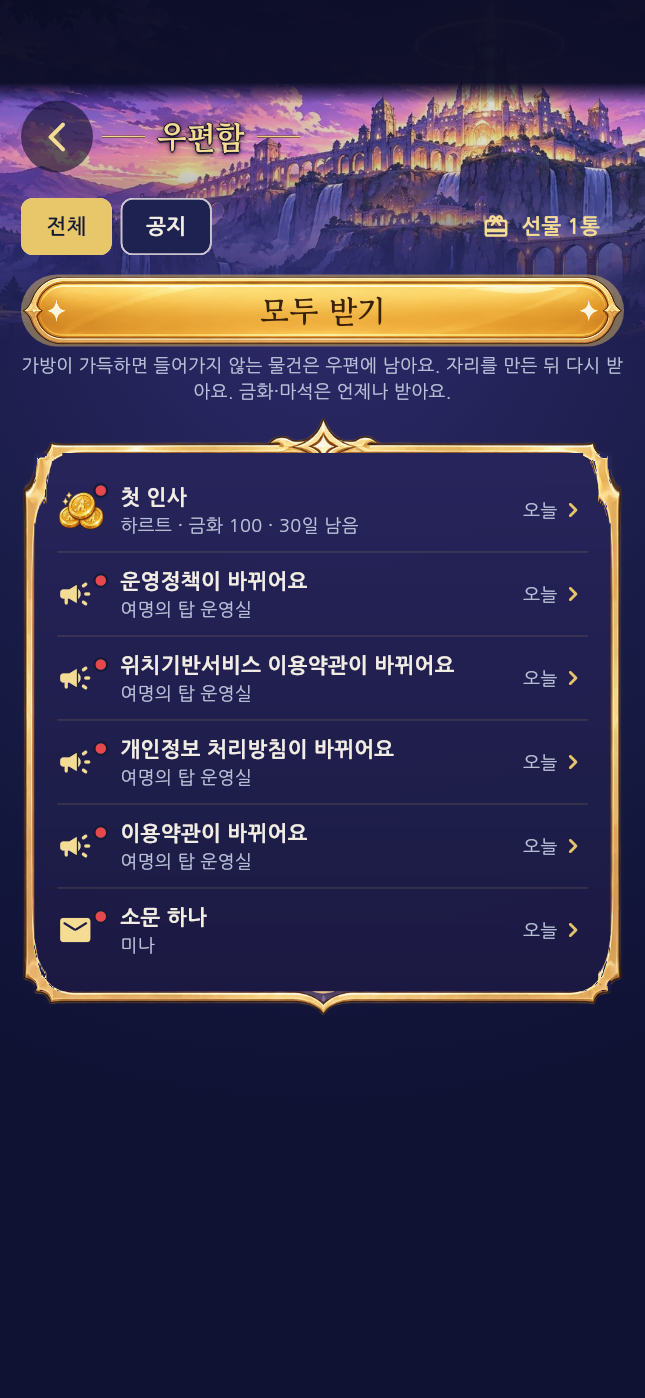 우편함
전체
공지
선물 1통
모두 받기
가방이 가득하면 들어가지 않는 물건은 우편에 남아요. 자리를 만든 뒤 다시 받
아요. 금화·마석은 언제나 받아요.
첫 인사
하르트 · 금화 100 · 30일 남음
오늘
운영정책이 바뀌어요
여명의 탑 운영실
오늘
위치기반서비스 이용약관이 바뀌어요
여명의 탑 운영실
오늘
개인정보 처리방침이 바뀌어요
여명의 탑 운영실
오늘
이용약관이 바뀌어요
여명의 탑 운영실
오늘
소문 하나
미나
오늘